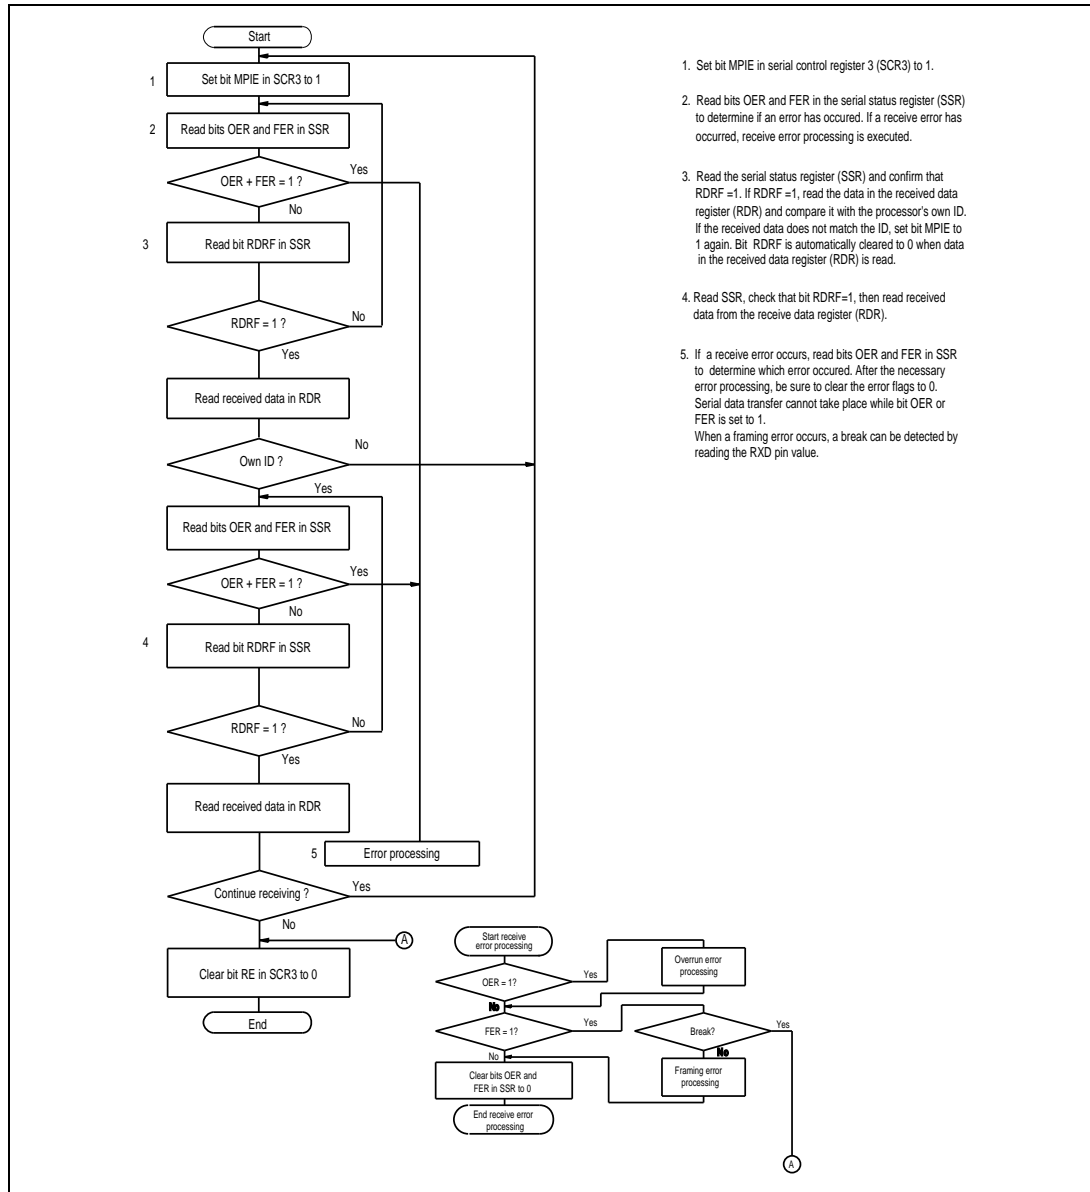 Start
1
Set bit MPIE in SCR3 to 1
2
Read bits OER and FER in SSR
OER + FER = 1 ?
Yes
No
3
Read bit RDRF in SSR
RDRF = 1 ?
No
Yes
Read received data in RDR
Own ID ?
No
Yes
Read bits OER and FER in SSR
OER + FER = 1 ?
Yes
No
4
Read bit RDRF in SSR
RDRF = 1 ?
No
Yes
Read received data in RDR
5
Error processing
Continue receiving ?
Yes
No
A
Clear bit RE in SCR3 to 0
End
1. Set bit MPIE in serial control register 3 (SCR3) to 1.
2. Read bits OER and FER in the serial status register (SSR)
to determine if an error has occured. If a receive error has
occurred, receive error processing is executed.
3. Read the serial status register (SSR) and confirm that
RDRF =1. If RDRF =1, read the data in the received data
register (RDR) and compare it with the processor's own ID.
If the received data does not match the ID, set bit MPIE to
1 again. Bit RDRF is automatically cleared to 0 when data
in the received data register (RDR) is read.
4. Read SSR, check that bit RDRF=1, then read received
data from the receive data register (RDR).
5. If a receive error occurs, read bits OER and FER in SSR
to determine which error occured. After the necessary
error processing, be sure to clear the error flags to 0.
Serial data transfer cannot take place while bit OER or
FER is set to 1.
When a framing error occurs, a break can be detected by
reading the RXD pin value.
Start receive
error processing
OER = 1?
Yes
Overrun error
processing
No
FER = 1?
Yes
Break?
Yes
No
No
Clear bits OER and
FER in SSR to 0
Framing error
processing
End receive error
processing
A